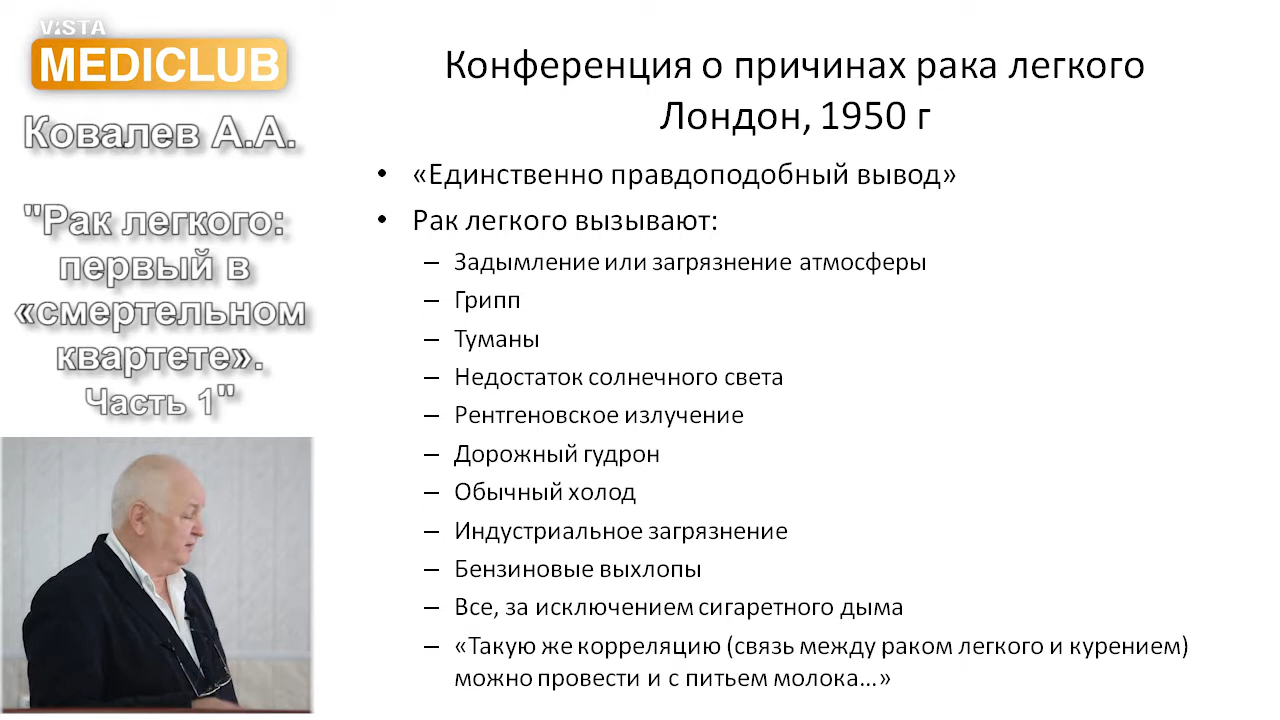 VISTA
MEDICLUB
Ковалев А.А.
"Рак легкого:
первый в
«смертельном
квартете».
Часть 1"
Конференция о причинах рака легкого
Лондон, 1950 г
• «Единственно правдоподобный вывод»
• Рак легкого вызывают:
– Задымление или загрязнение атмосферы
– Грипп
– Туманы
– Недостаток солнечного света
– Рентгеновское излучение
– Дорожный гудрон
– Обычный холод
– Индустриальное загрязнение
– Бензиновые выхлопы
– Все, за исключением сигаретного дыма
– «Такую же корреляцию (связь между раком легкого и курением)
можно провести и с питьем молока…»